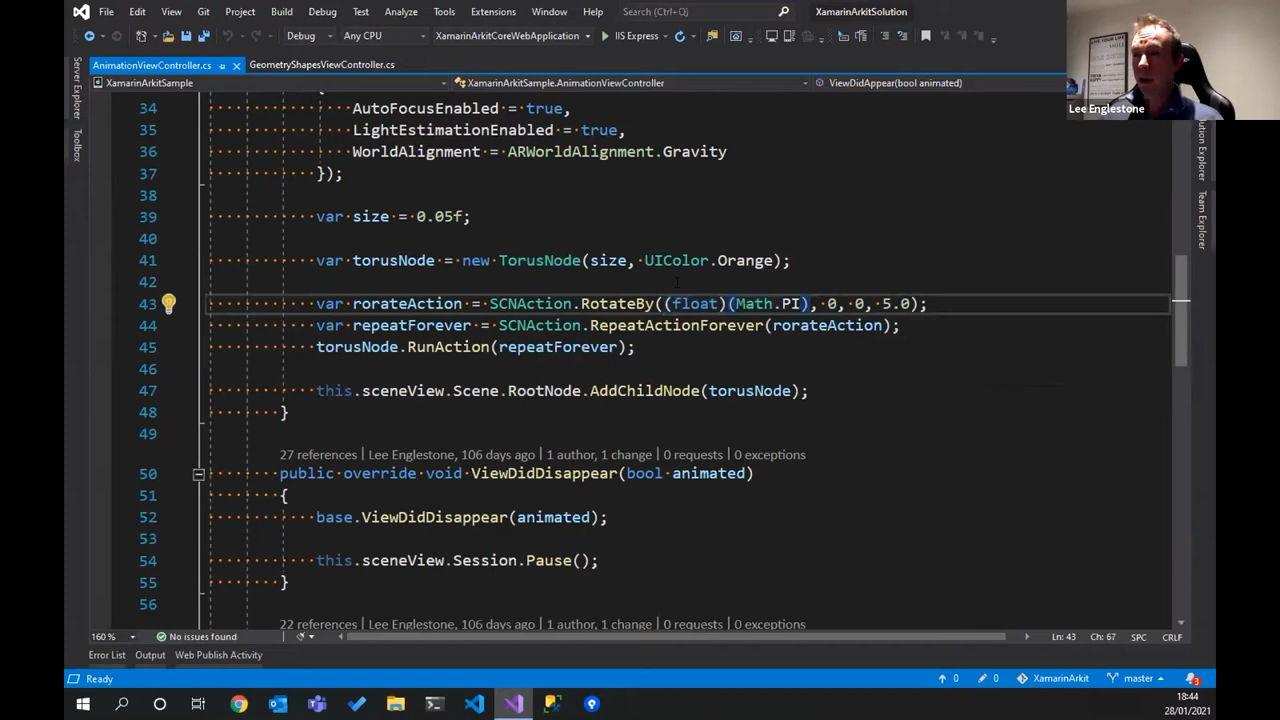 File Edit View Git Project Build Debug Test Analyze Tools Extensions Window Help Search (Ctrl+Q) XamarinArkitSolution
Debug Any CPU XamarinArkitCoreWebApplication IIS Express
AnimationViewController.cs GeometryShapesViewController.cs
XamarinArkitSample XamarinArkitSample.AnimationViewController ViewDidAppear(bool animated)
Lee Englestone
Server Explorer
Toolbox
Solution Explorer
Team Explorer
34 AutoFocusEnabled = true,
35 LightEstimationEnabled = true,
36 WorldAlignment = ARWorldAlignment.Gravity
37 });
38
39 var size = 0.05f;
40
41 var torusNode = new TorusNode(size, UIColor.Orange);
42
43 var rorateAction = SCNAction.RotateBy((float)(Math.PI), 0, 0, 5.0);
44 var repeatForever = SCNAction.RepeatActionForever(rorateAction);
45 torusNode.RunAction(repeatForever);
46
47 this.sceneView.Scene.RootNode.AddChildNode(torusNode);
48 }
49
27 references | Lee Englestone, 106 days ago | 1 author, 1 change | 0 requests | 0 exceptions
50 public override void ViewDidDisappear(bool animated)
51 {
52 base.ViewDidDisappear(animated);
53
54 this.sceneView.Session.Pause();
55 }
56
22 references | Lee Englestone, 106 days ago | 1 author, 1 change | 0 requests | 0 exceptions
160 % No issues found Ln: 43 Ch: 67 SPC CRLF
Error List Output Web Publish Activity
Ready 0 0 XamarinArkit master 3
18:44
28/01/2021